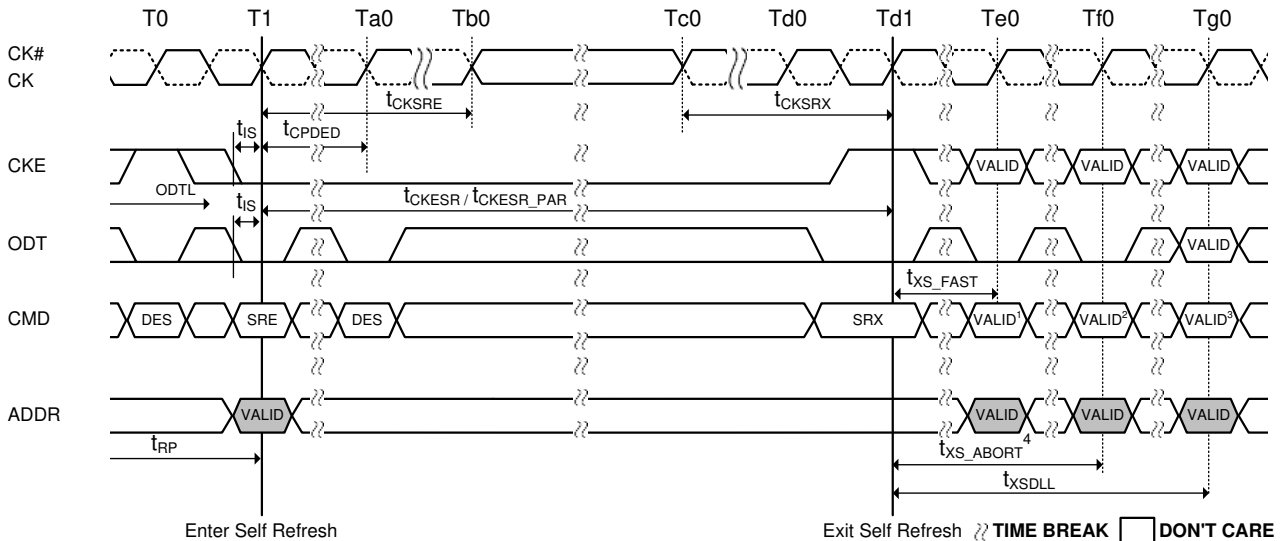 T0 T1 Ta0 Tb0 Tc0 Td0 Td1 Te0 Tf0 Tg0
CK#
CK
tCKSRE tCKSRX
tIS tCPDED
CKE VALID VALID VALID
ODTL tIS tCKESR / tCKESR_PAR
ODT VALID
tXS_FAST
CMD DES SRE DES SRX VALID1 VALID2 VALID3
ADDR VALID VALID VALID VALID
tRP tXS_ABORT4
tXSDLL
Enter Self Refresh Exit Self Refresh TIME BREAK DON'T CARE